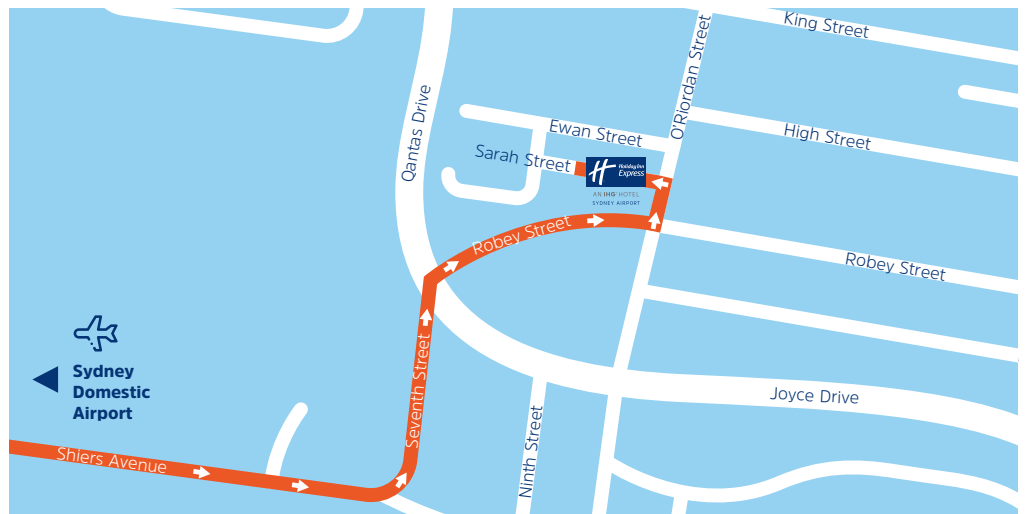 King Street
O'Riordan Street
Qantas Drive
Ewan Street
High Street
Sarah Street
Holiday Inn
Express
AN IHG HOTEL
SYDNEY AIRPORT
Robey Street
Robey Street
Sydney
Domestic
Airport
Seventh Street
Joyce Drive
Ninth Street
Shiers Avenue